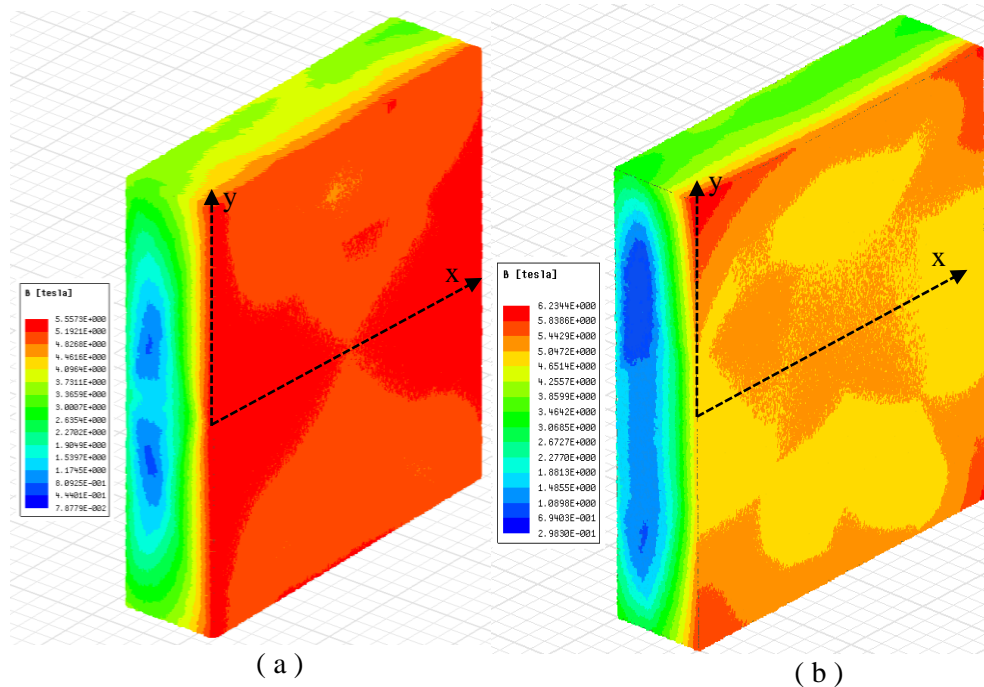 y
x
B [tesla]
5.5573E+000
5.1921E+000
4.8268E+000
4.4616E+000
4.0964E+000
3.7311E+000
3.3659E+000
3.0007E+000
2.6354E+000
2.2702E+000
1.9049E+000
1.5397E+000
1.1745E+000
8.0925E-001
4.4401E-001
7.8779E-002
( a )
y
x
B [tesla]
6.2344E+000
5.8386E+000
5.4429E+000
5.0472E+000
4.6514E+000
4.2557E+000
3.8599E+000
3.4642E+000
3.0685E+000
2.6727E+000
2.2770E+000
1.8813E+000
1.4855E+000
1.0898E+000
6.9403E-001
2.9830E-001
( b )